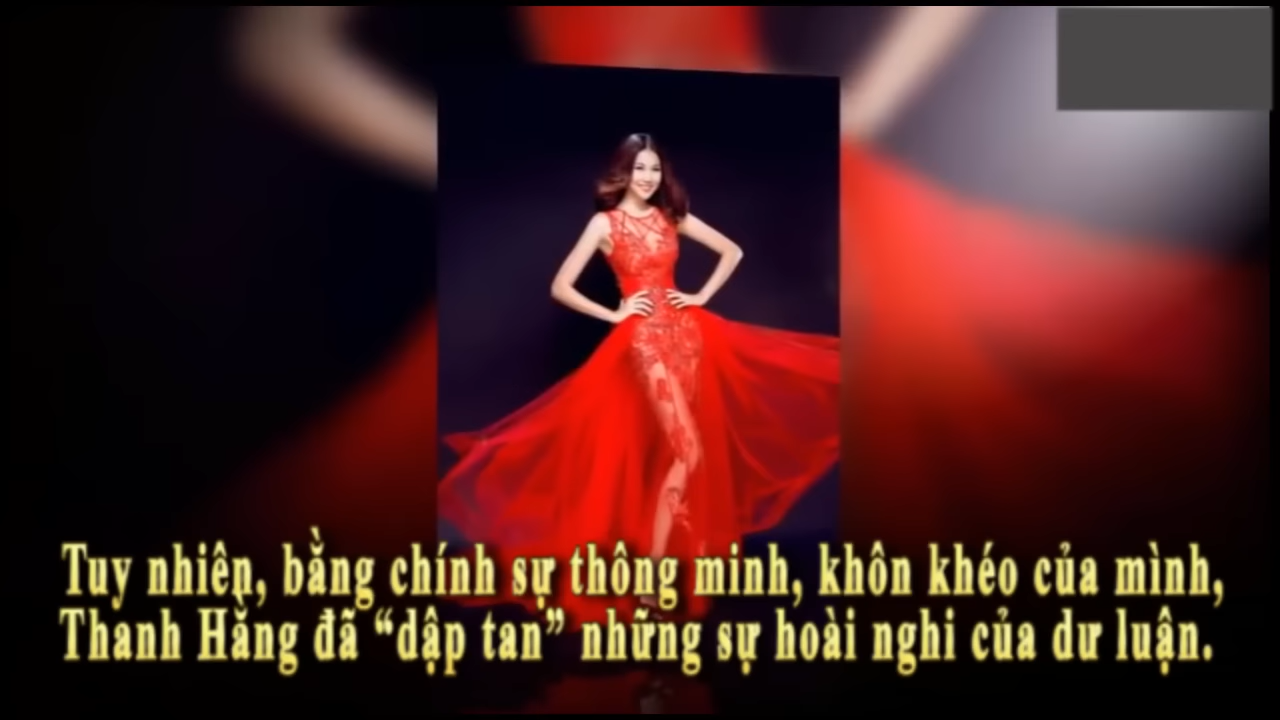 Tuy nhiên, bằng chính sự thông minh, khôn khéo của mình,
Thanh Hằng đã “dập tan” những sự hoài nghi của dư luận.